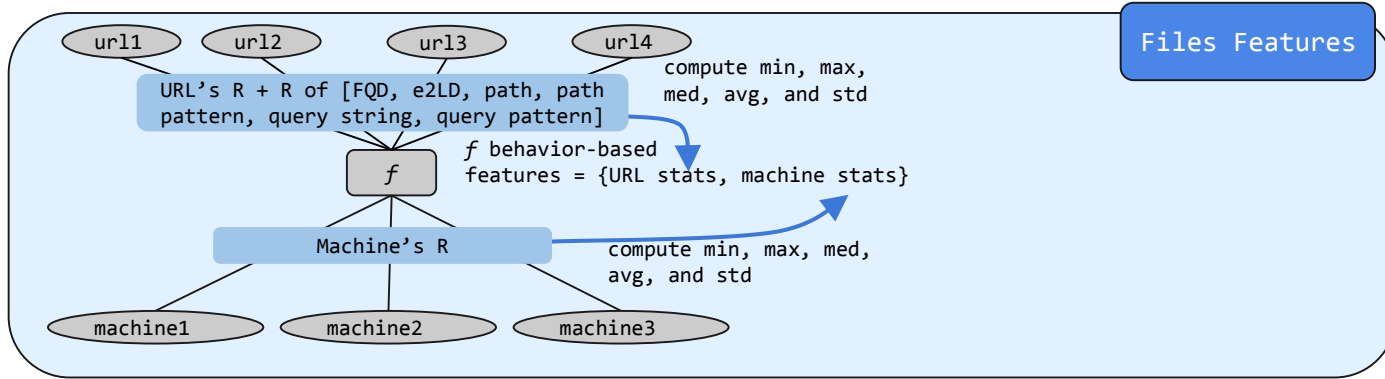 url1
url2
url3
url4
Files Features
URL’s R + R of [FQD, e2LD, path, path
pattern, query string, query pattern]
compute min, max,
med, avg, and std
f
f behavior-based
features = {URL stats, machine stats}
Machine’s R
compute min, max, med,
avg, and std
machine1
machine2
machine3